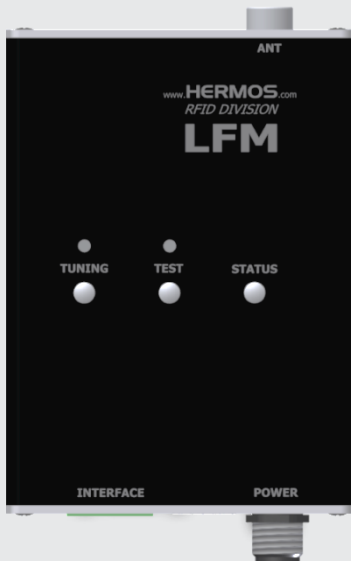 ANT
www.HERMOS.com
RFID DIVISION
LFM
TUNING TEST STATUS
INTERFACE POWER